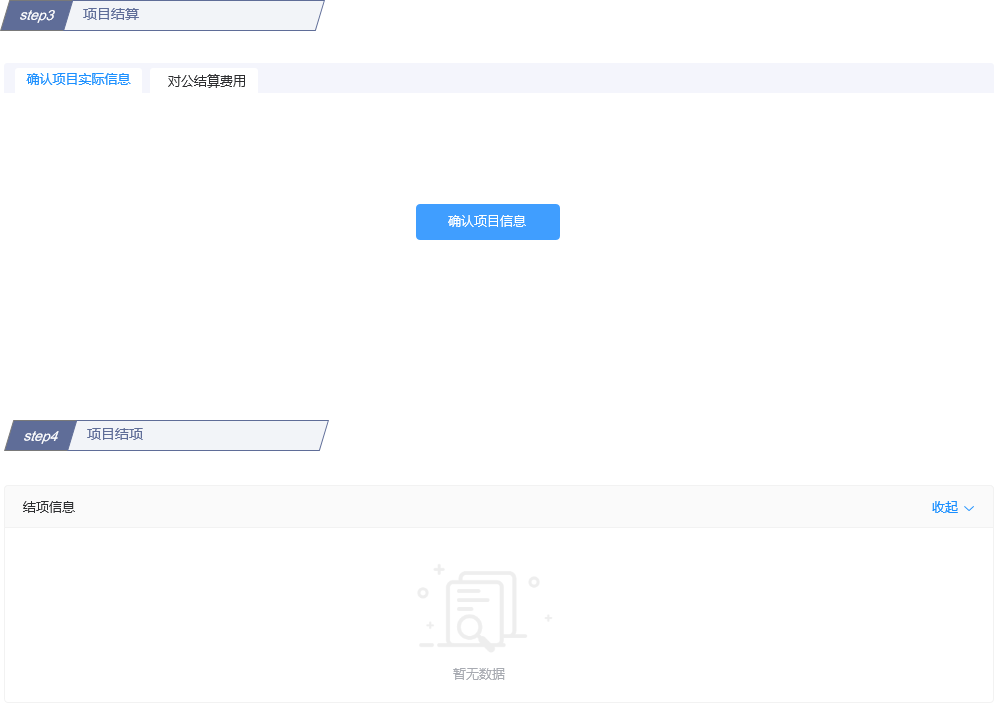 step3 项目结算
确认项目实际信息 对公结算费用
确认项目信息
step4 项目结项
结项信息 收起
暂无数据